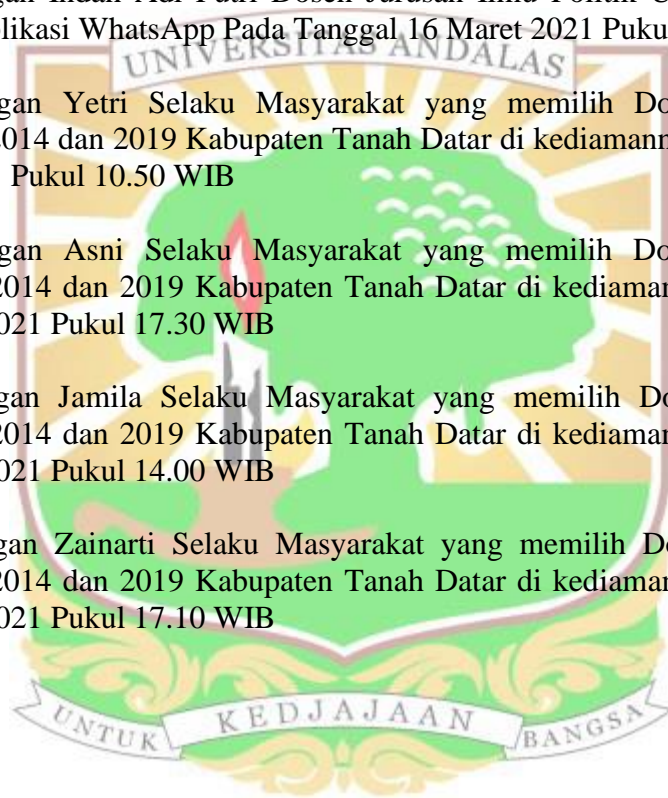 gan Indah Adi Putri Dosen Jurusan Ilmu Politik
likasi WhatsApp Pada Tanggal 16 Maret 2021 Puku
UNIVERSITAS ANDALAS
gan Yetri Selaku Masyarakat yang memilih Do
2014 dan 2019 Kabupaten Tanah Datar di kediamann
Pukul 10.50 WIB
gan Asni Selaku Masyarakat yang memilih Do
2014 dan 2019 Kabupaten Tanah Datar di kediaman
021 Pukul 17.30 WIB
gan Jamila Selaku Masyarakat yang memilih Do
2014 dan 2019 Kabupaten Tanah Datar di kediaman
021 Pukul 14.00 WIB
gan Zainarti Selaku Masyarakat yang memilih D
2014 dan 2019 Kabupaten Tanah Datar di kediaman
021 Pukul 17.10 WIB
UNTUK KEDJAJAAN BANGSA